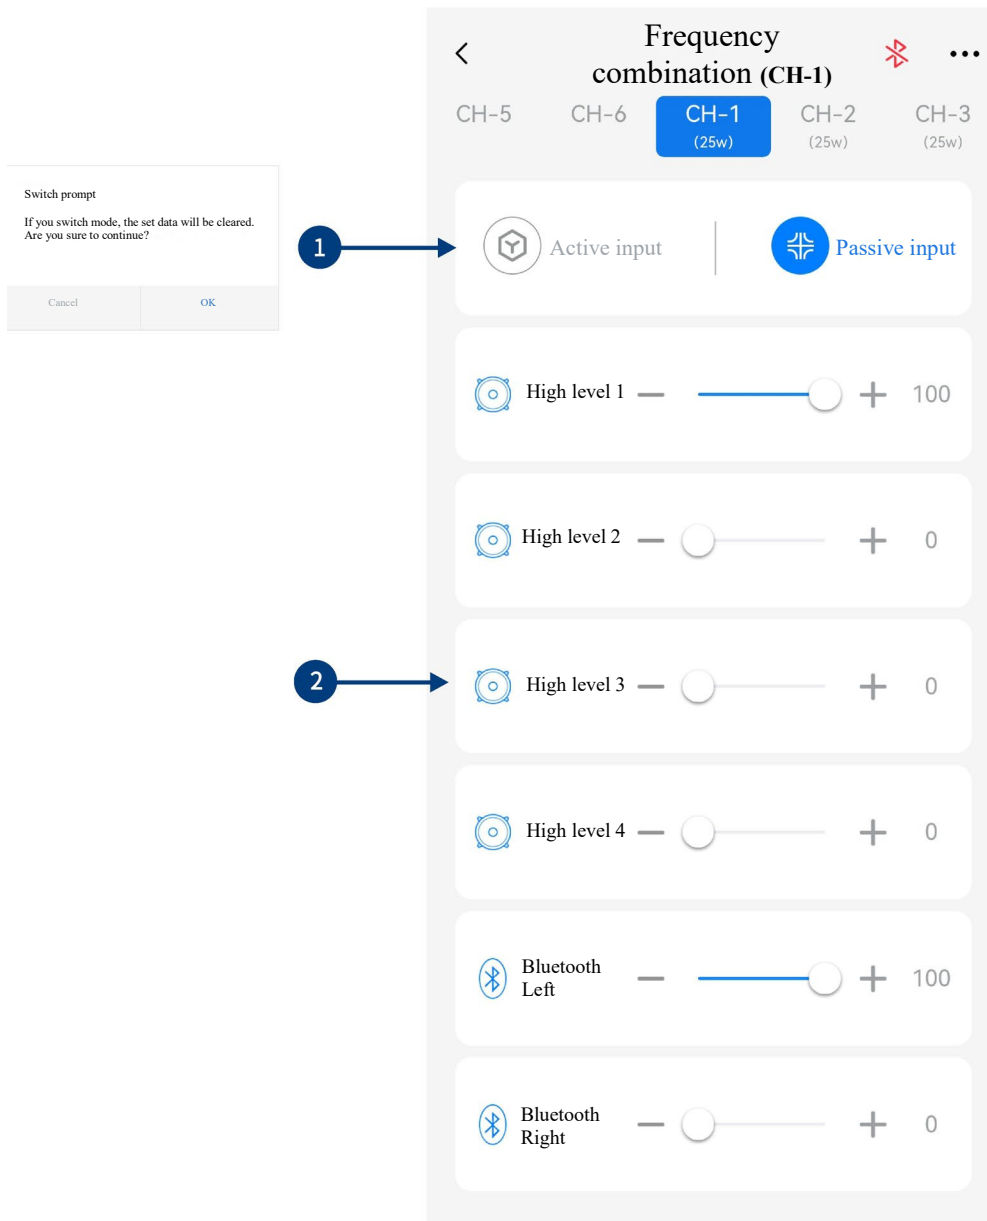 Frequency
combination (CH-1)
CH-5 CH-6 CH-1 CH-2 CH-3
(25w) (25w) (25w)
Switch prompt
If you switch mode, the set data will be cleared.
Are you sure to continue?
Cancel OK
1
Active input Passive input
High level 1 100
High level 2 0
2
High level 3 0
High level 4 0
Bluetooth
Left
100
Bluetooth
Right
0